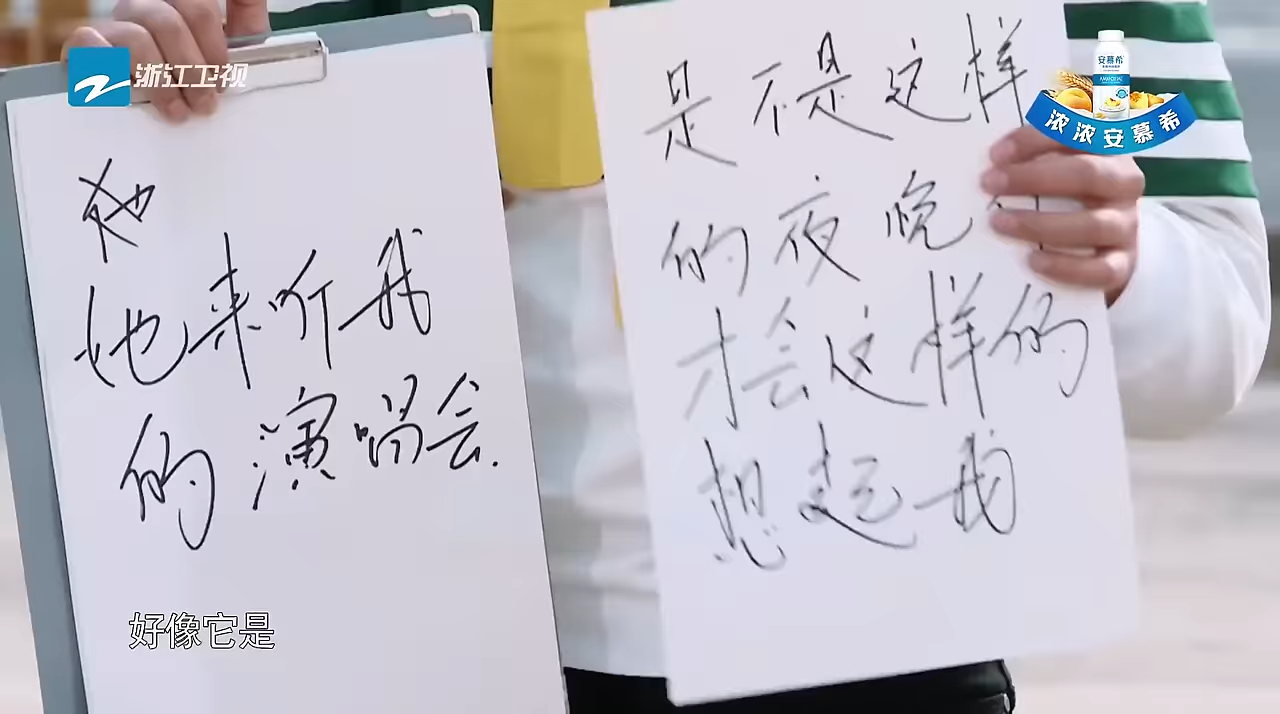 浙江卫视
安慕希
浓浓安慕希
她来听我
的演唱会.
是不是这样
的夜晚你
才会这样的
想起我
好像它是